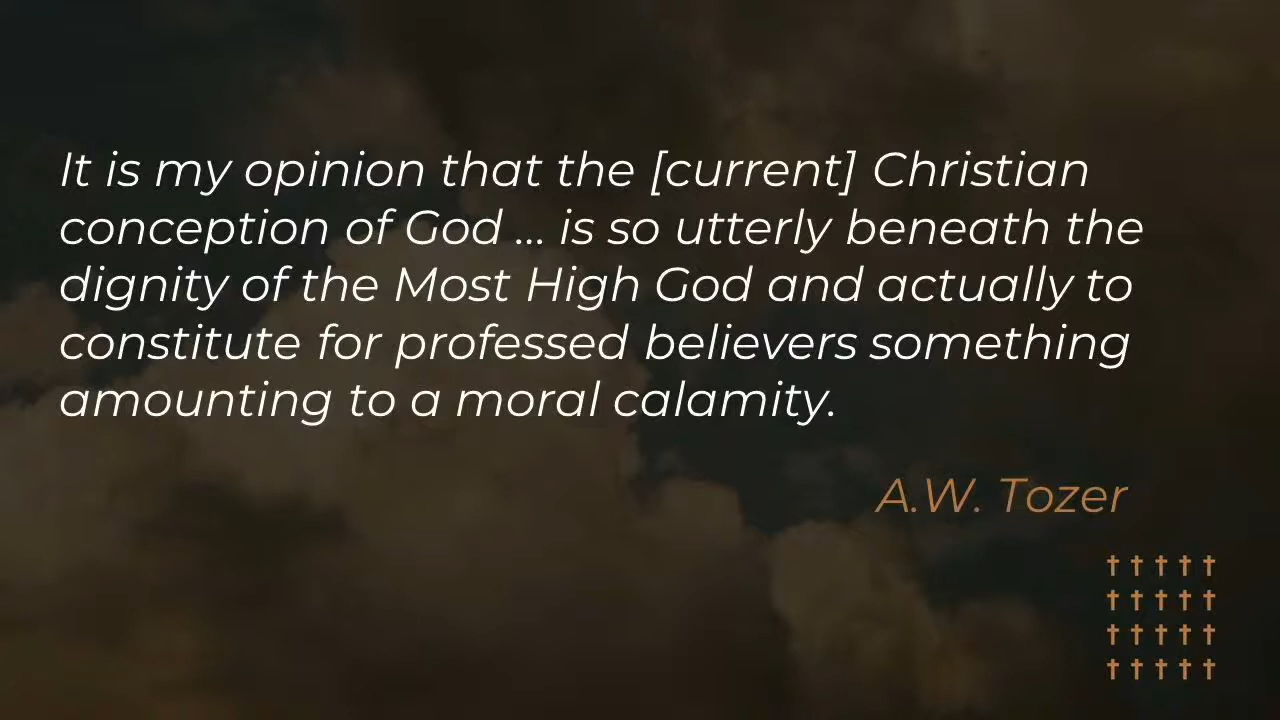 It is my opinion that the [current] Christian
conception of God ... is so utterly beneath the
dignity of the Most High God and actually to
constitute for professed believers something
amounting to a moral calamity.
A.W. Tozer